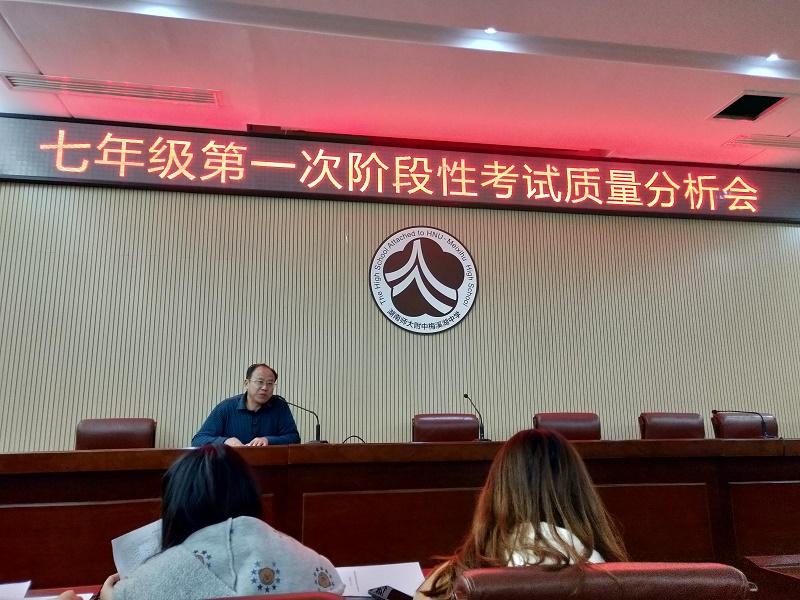 七年级第一次阶段性考试质量分析会
The High School Attached to HNU-Meixihu High School
湖南师大附中梅溪湖中学